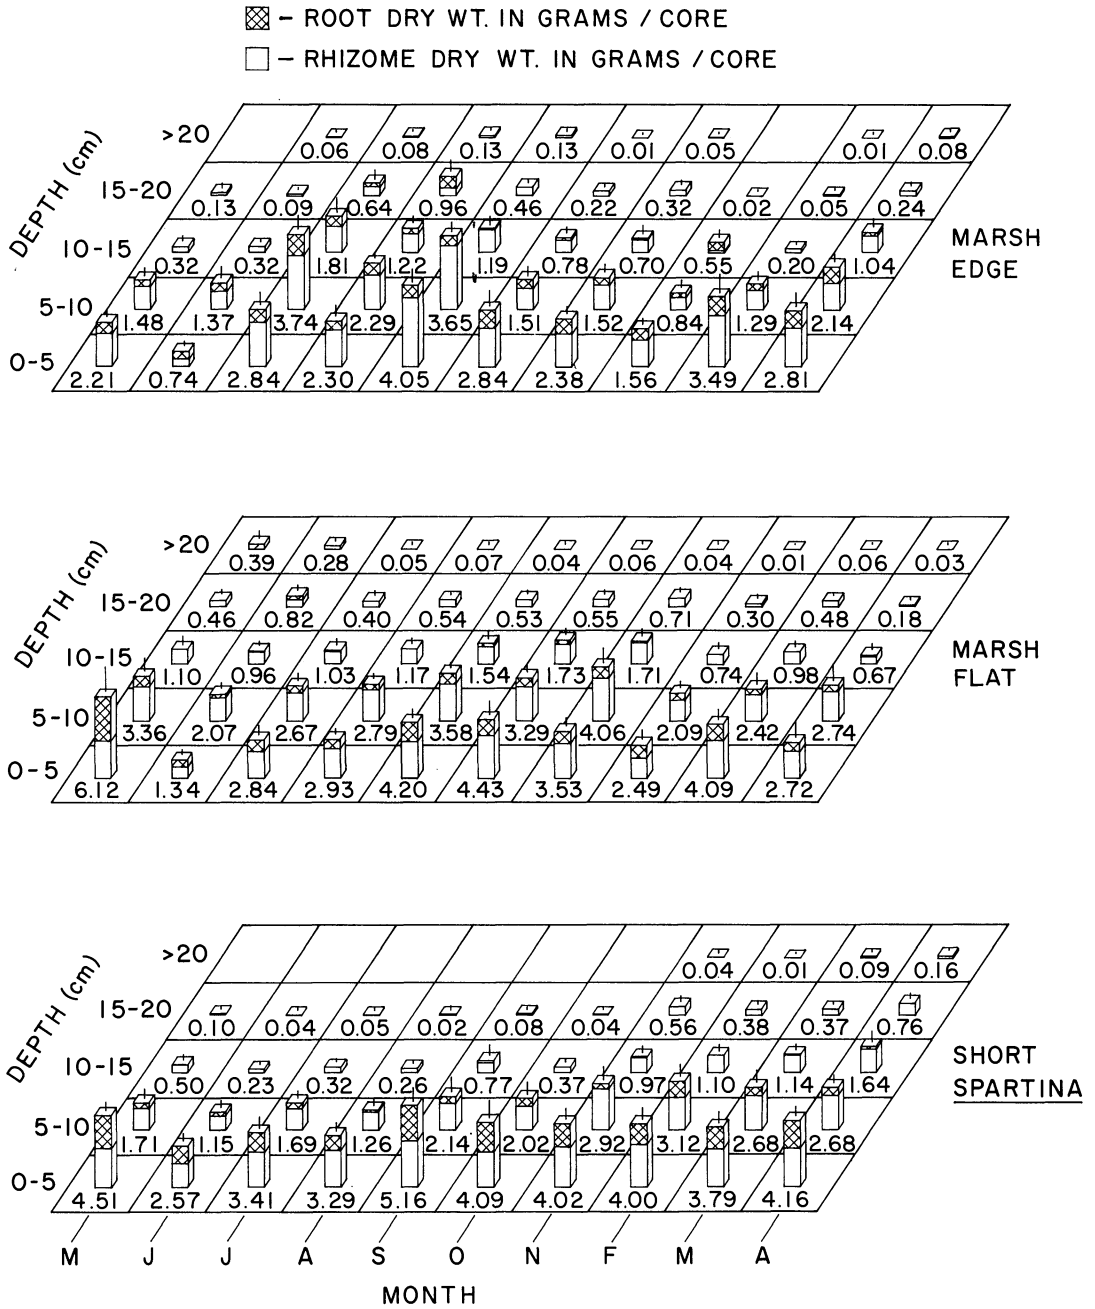 – ROOT DRY WT. IN GRAMS / CORE
– RHIZOME DRY WT. IN GRAMS / CORE
DEPTH (cm)
>20 0.06 0.08 0.13 0.13 0.01 0.05 0.01 0.08
15-20 0.13 0.09 0.64 0.96 0.46 0.22 0.32 0.02 0.05 0.24
10-15 0.32 0.32 1.81 1.22 1.19 0.78 0.70 0.55 0.20 1.04
5-10 1.48 1.37 3.74 2.29 3.65 1.51 1.52 0.84 1.29 2.14
0-5 2.21 0.74 2.84 2.30 4.05 2.84 2.38 1.56 3.49 2.81
MARSH
EDGE
DEPTH (cm)
>20 0.39 0.28 0.05 0.07 0.04 0.06 0.04 0.01 0.06 0.03
15-20 0.46 0.82 0.40 0.54 0.53 0.55 0.71 0.30 0.48 0.18
10-15 1.10 0.96 1.03 1.17 1.54 1.73 1.71 0.74 0.98 0.67
5-10 3.36 2.07 2.67 2.79 3.58 3.29 4.06 2.09 2.42 2.74
0-5 6.12 1.34 2.84 2.93 4.20 4.43 3.53 2.49 4.09 2.72
MARSH
FLAT
DEPTH (cm)
>20 0.04 0.01 0.09 0.16
15-20 0.10 0.04 0.05 0.02 0.08 0.04 0.56 0.38 0.37 0.76
10-15 0.50 0.23 0.32 0.26 0.77 0.37 0.97 1.10 1.14 1.64
5-10 1.71 1.15 1.69 1.26 2.14 2.02 2.92 3.12 2.68 2.68
0-5 4.51 2.57 3.41 3.29 5.16 4.09 4.02 4.00 3.79 4.16
SHORT
SPARTINA
M J J A S O N F M A
MONTH